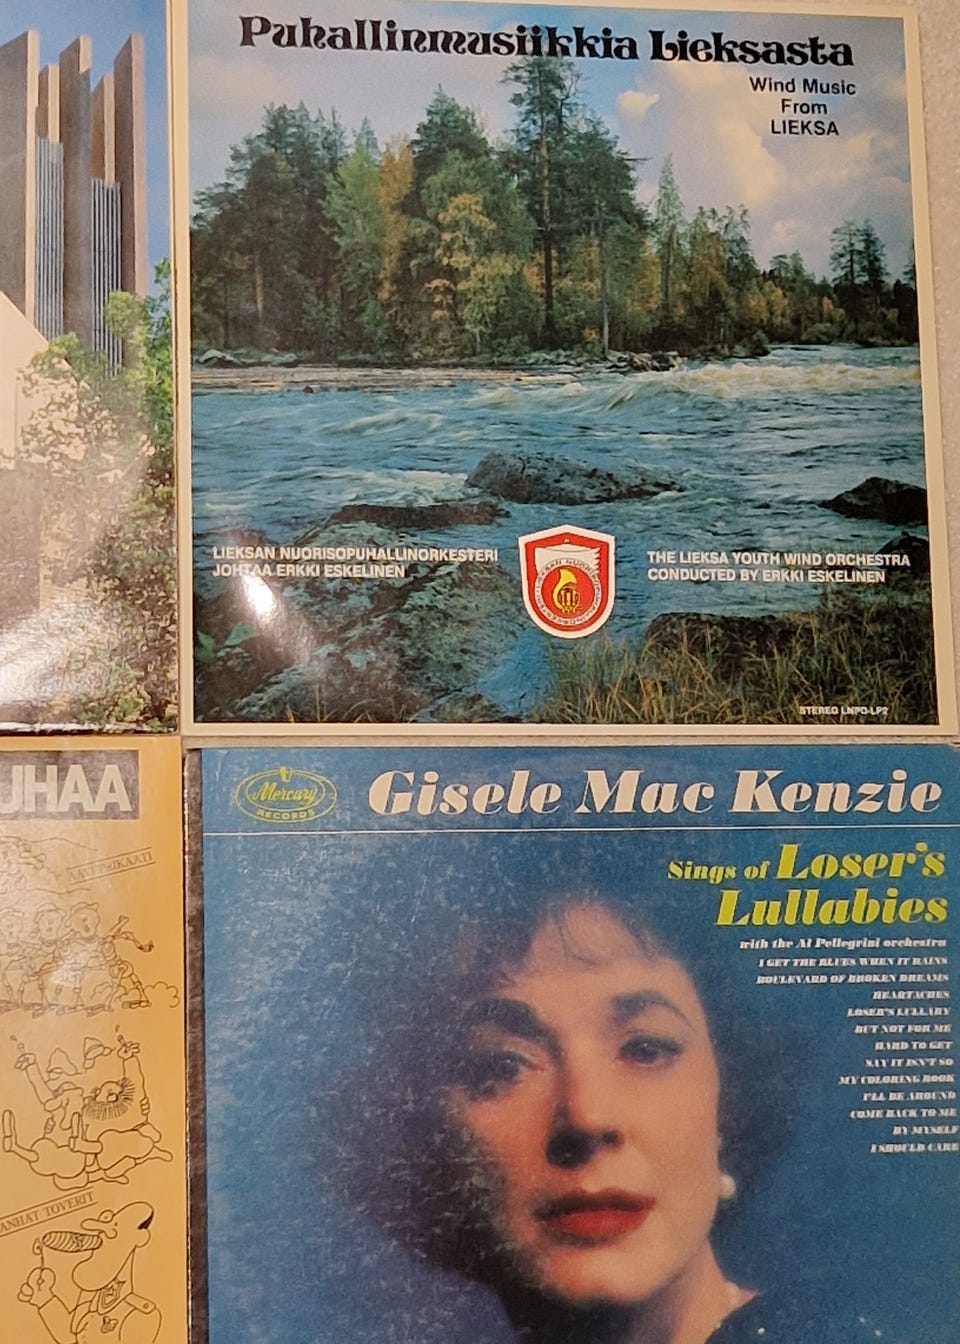 Puhallinmusiikkia Lieksasta
Wind Music
From
LIEKSA
LIEKSAN NUORISOPUHALLINORKESTERI
JOHTAA ERKKI ESKELINEN
THE LIEKSA YOUTH WIND ORCHESTRA
CONDUCTED BY ERKKI ESKELINEN
STEREO LNPO-LP2
UHAA
ANHAT TOVERIT
Mercury
RECORDS
Gisele Mac Kenzie
Sings of Loser's
Lullabies
with the Al Pellegrini orchestra
I GET THE BLUES WHEN IT RAINS
BOULEVARD OF BROKEN DREAMS
HEARTACHES
LOSER'S LULLABY
BUT NOT FOR ME
HARD TO GET
SAY IT ISN'T SO
MY COLORING BOOK
I'LL BE AROUND
COME BACK TO ME
BY MYSELF
I SHOULD CARE